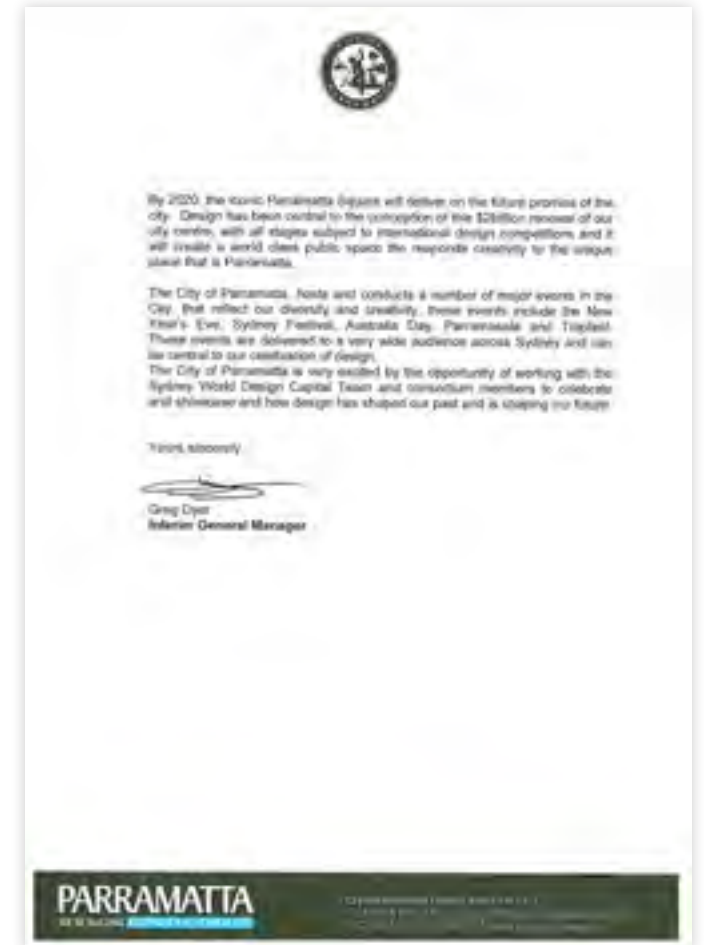 By 2020, the iconic Parramatta Square will deliver on the future promise of the
city. Design has been central to the conception of this $2billion renewal of our
city centre, with all stages subject to international design competitions and it
will create a world class public space the responds creativity to the unique
place that is Parramatta.
The City of Parramatta, hosts and conducts a number of major events in the
City, that reflect our diversity and creativity, these events include the New
Year's Eve, Sydney Festival, Australia Day, Parramasala and Tropfest.
These events are delivered to a very wide audience across Sydney and can
be central to our celebration of design.
The City of Parramatta is very excited by the opportunity of working with the
Sydney World Design Capital Team and consortium members to celebrate
and showcase and how design has shaped our past and is shaping our future.
Yours sincerely
Greg Dyer
Interim General Manager
PARRAMATTA